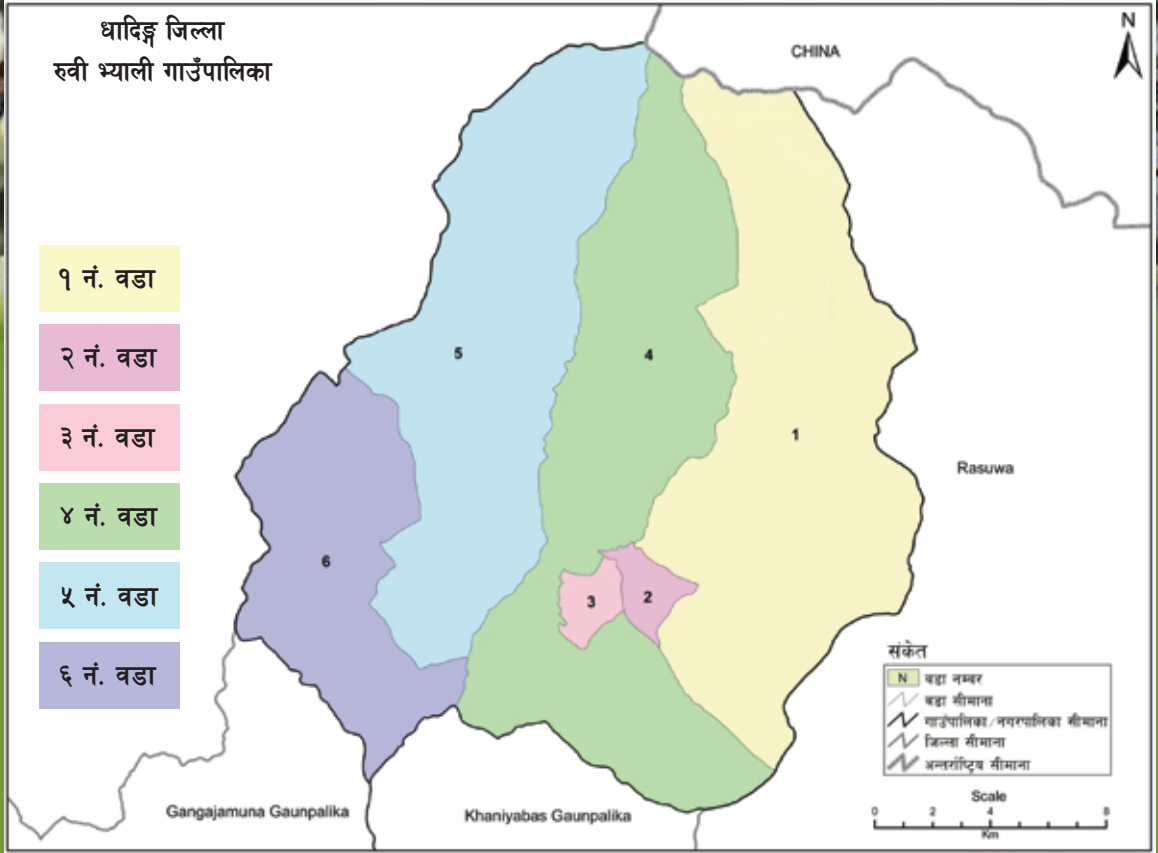 धादिङ्ग जिल्ला
रुवी भ्याली गाउँपालिका
N
CHINA
१ नं. वडा
२ नं. वडा
३ नं. वडा
४ नं. वडा
५ नं. वडा
६ नं. वडा
5
4
1
Rasuwa
6
3
2
संकेत
N वडा नम्बर
वडा सीमाना
गाउँपालिका/नगरपालिका सीमाना
जिल्ला सीमाना
अन्तर्राष्ट्रिय सीमाना
Gangajamuna Gaunpalika
Khaniyabas Gaunpalika
Scale
0 2 4 6 8
Km